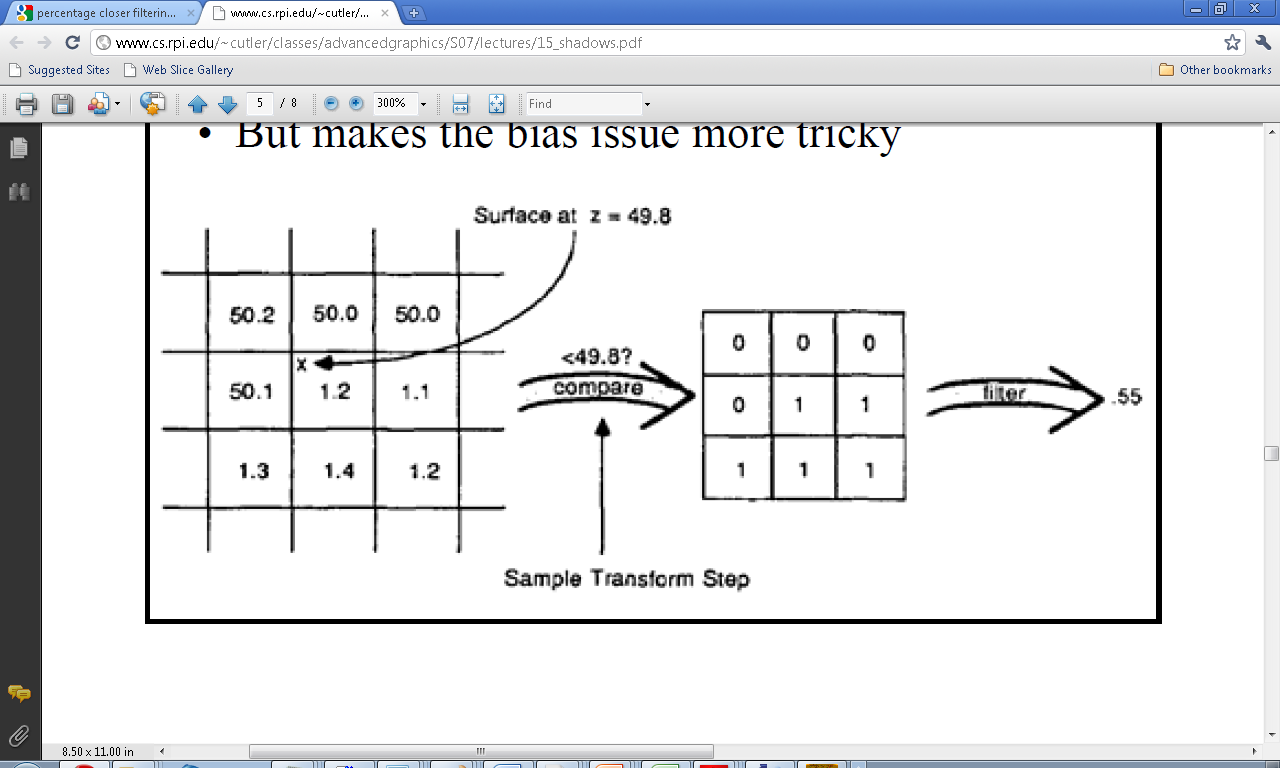 percentage closer filterin...
www.cs.rpi.edu/~cutler/...
www.cs.rpi.edu/~cutler/classes/advancedgraphics/S07/lectures/15_shadows.pdf
Suggested Sites
Web Slice Gallery
Other bookmarks
5 / 8
300%
Find
• But makes the bias issue more tricky
Surface at z = 49.8
50.2 50.0 50.0
x
50.1 1.2 1.1
1.3 1.4 1.2
<49.8?
compare
0 0 0
0 1 1
1 1 1
filter
.55
Sample Transform Step
8.50 x 11.00 in